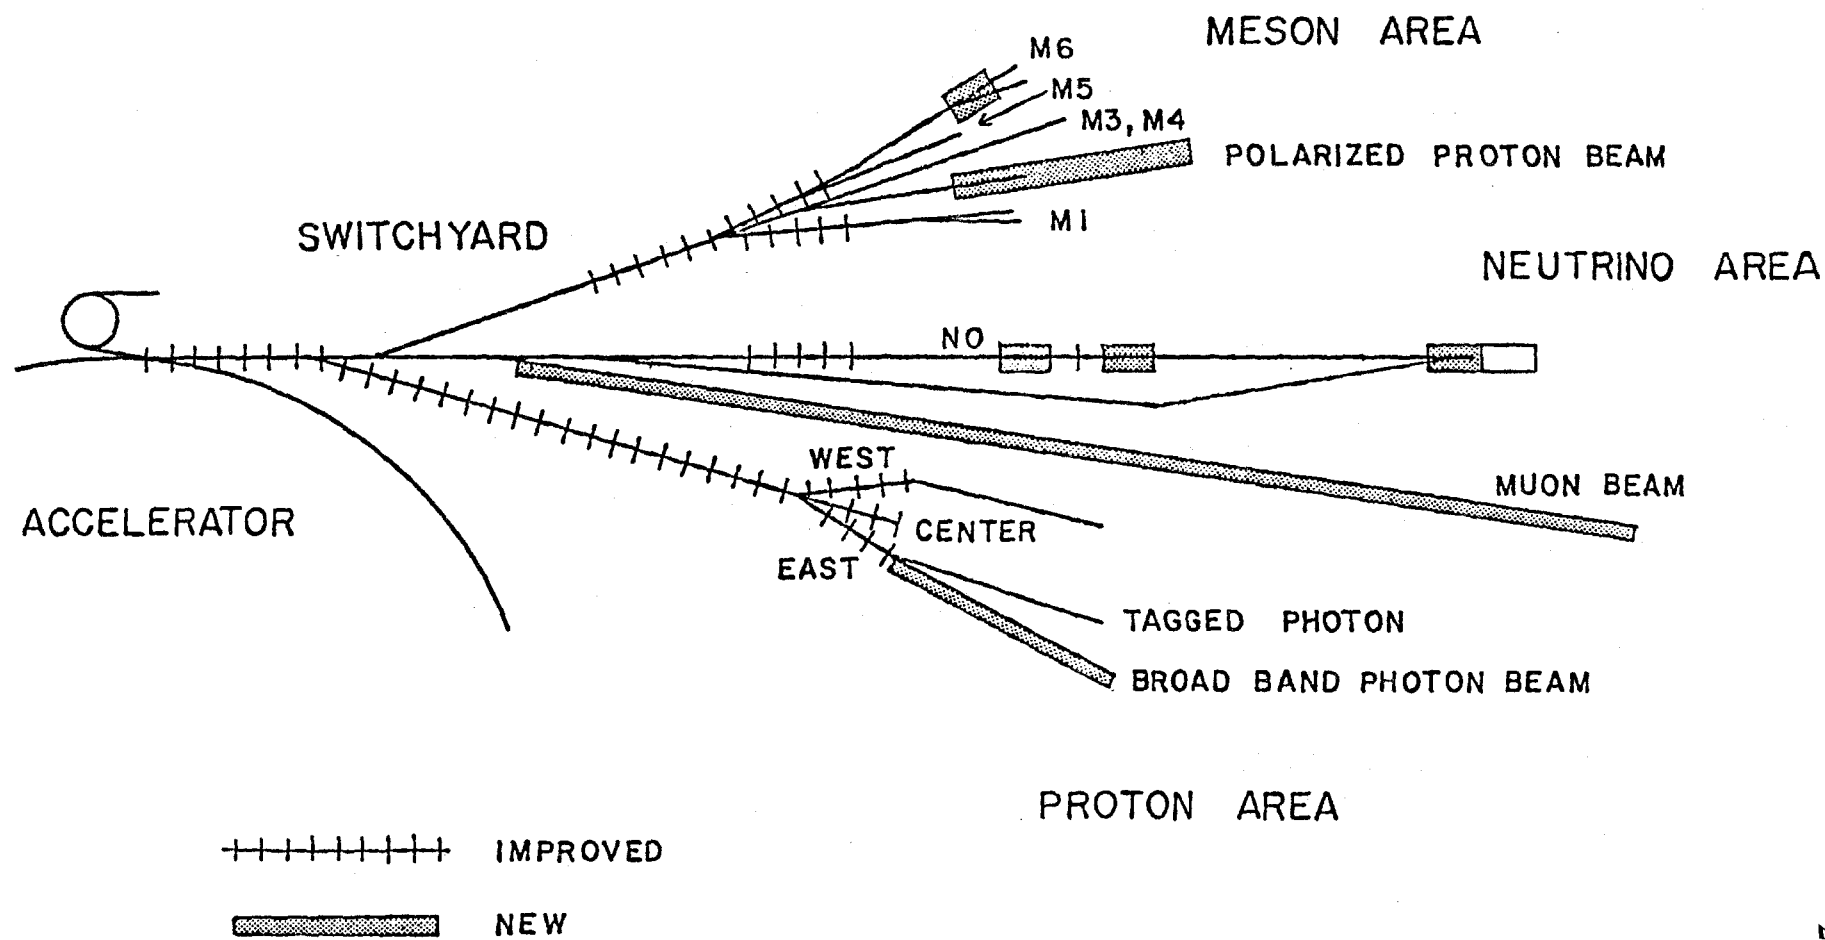 MESON AREA
M6
M5
M3, M4
POLARIZED PROTON BEAM
M1
SWITCHYARD
NEUTRINO AREA
NO
WEST
MUON BEAM
ACCELERATOR
CENTER
EAST
TAGGED PHOTON
BROAD BAND PHOTON BEAM
PROTON AREA
IMPROVED
NEW